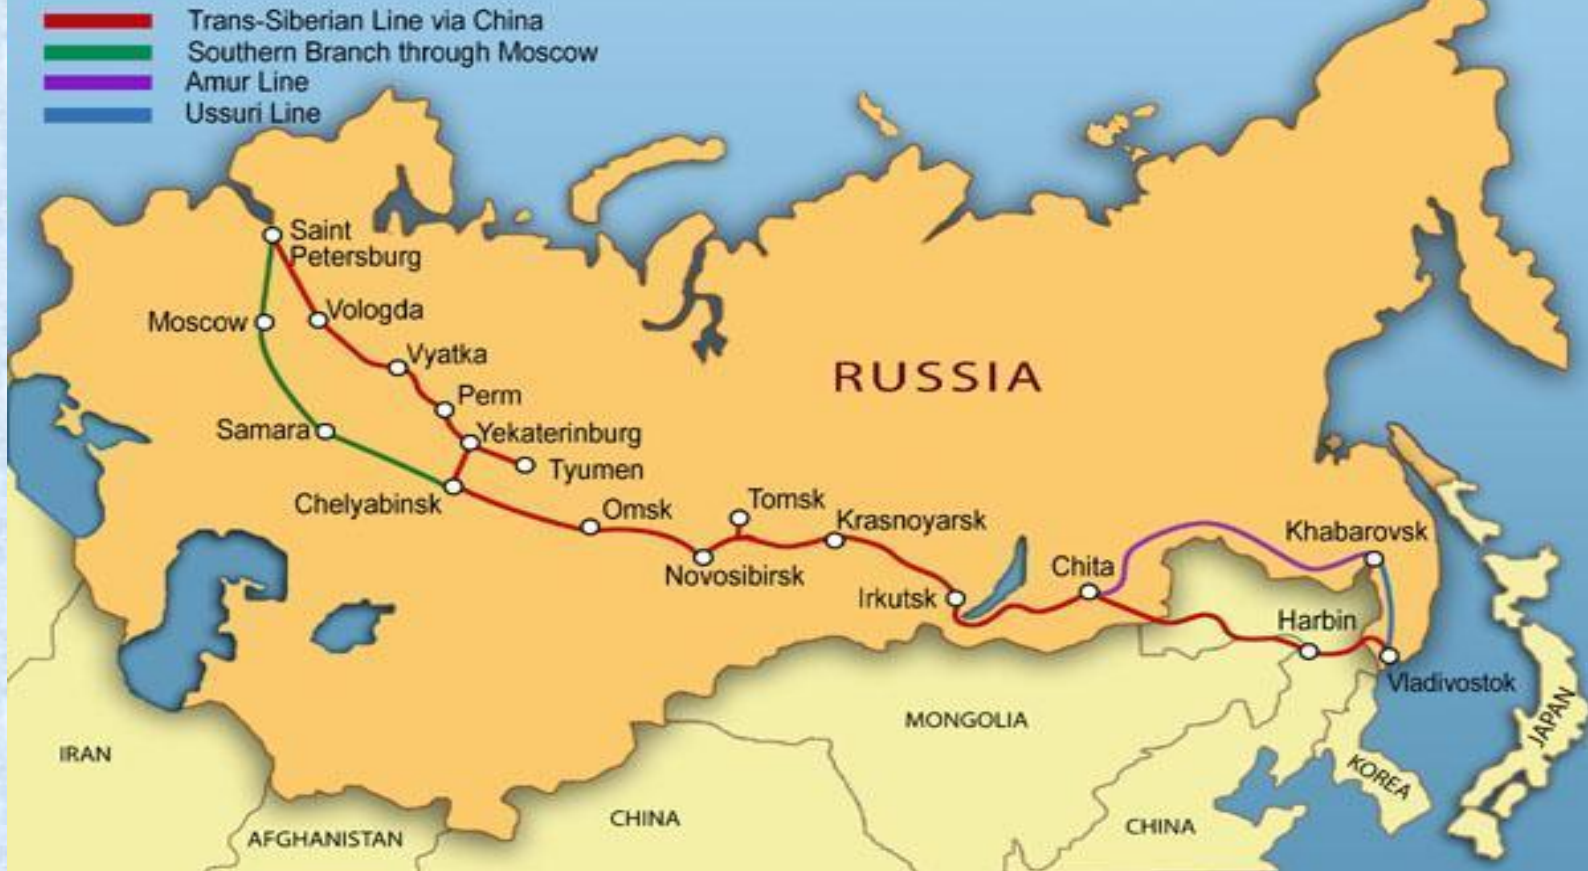 Trans-Siberian Line via China
Southern Branch through Moscow
Amur Line
Ussuri Line
Saint
Petersburg
Moscow
Vologda
Vyatka
Perm
Samara
Yekaterinburg
Tyumen
Chelyabinsk
Omsk
Tomsk
Novosibirsk
Krasnoyarsk
RUSSIA
Irkutsk
Chita
Khabarovsk
Harbin
Vladivostok
IRAN
AFGHANISTAN
CHINA
MONGOLIA
CHINA
KOREA
JAPAN